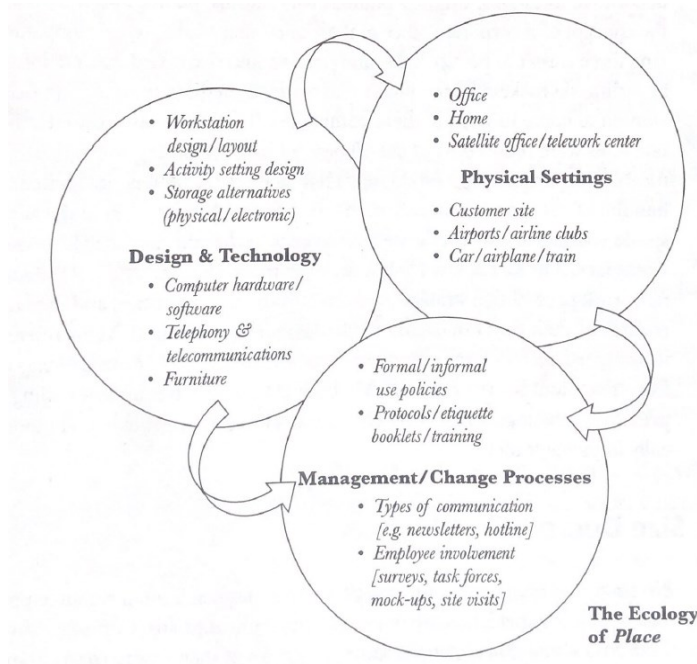 • Workstation
design/layout
• Activity setting design
• Storage alternatives
(physical/electronic)
Design & Technology
• Computer hardware/
software
• Telephony &
telecommunications
• Furniture
• Office
• Home
• Satellite office/telework center
Physical Settings
• Customer site
• Airports/airline clubs
• Car/airplane/train
• Formal/informal
use policies
• Protocols/etiquette
booklets/training
Management/Change Processes
• Types of communication
[e.g. newsletters, hotline]
• Employee involvement
[surveys, task forces,
mock-ups, site visits]
The Ecology
of Place